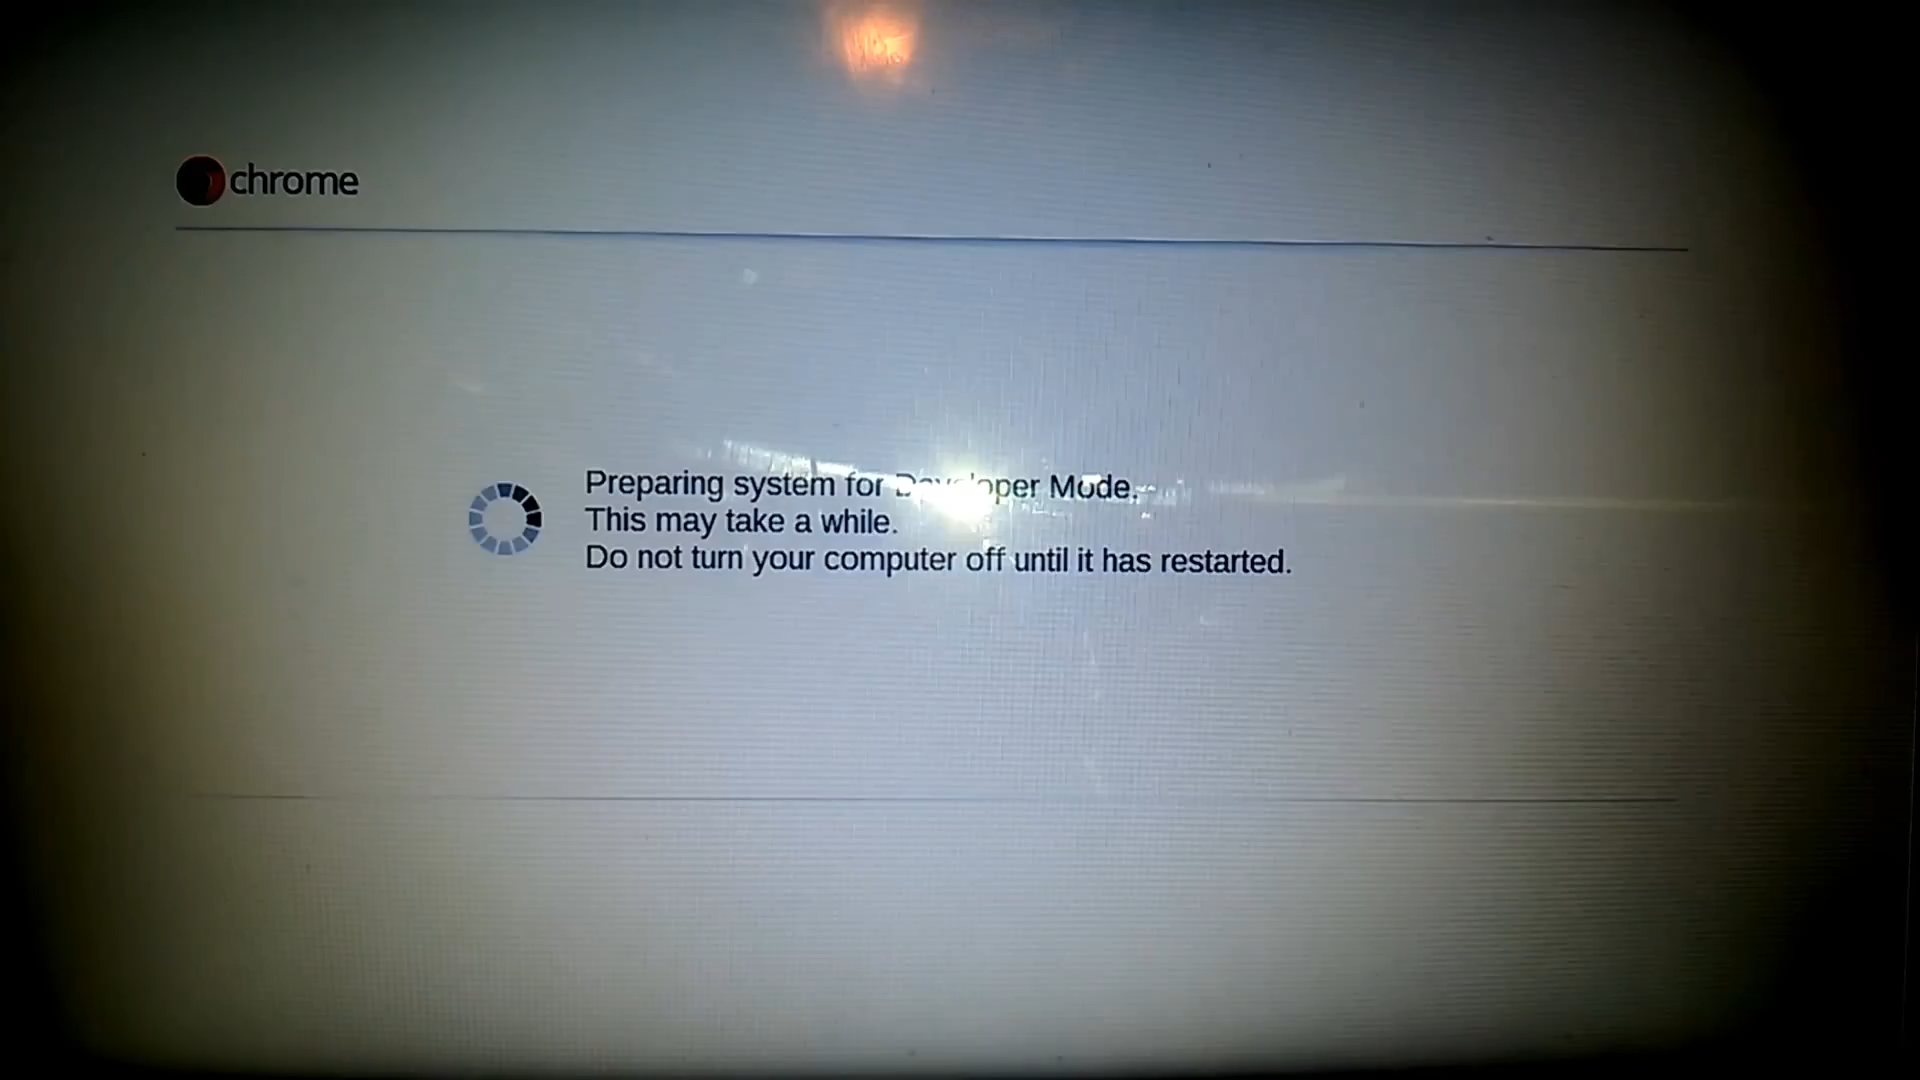 chrome
Preparing system for Developer Mode.
This may take a while.
Do not turn your computer off until it has restarted.